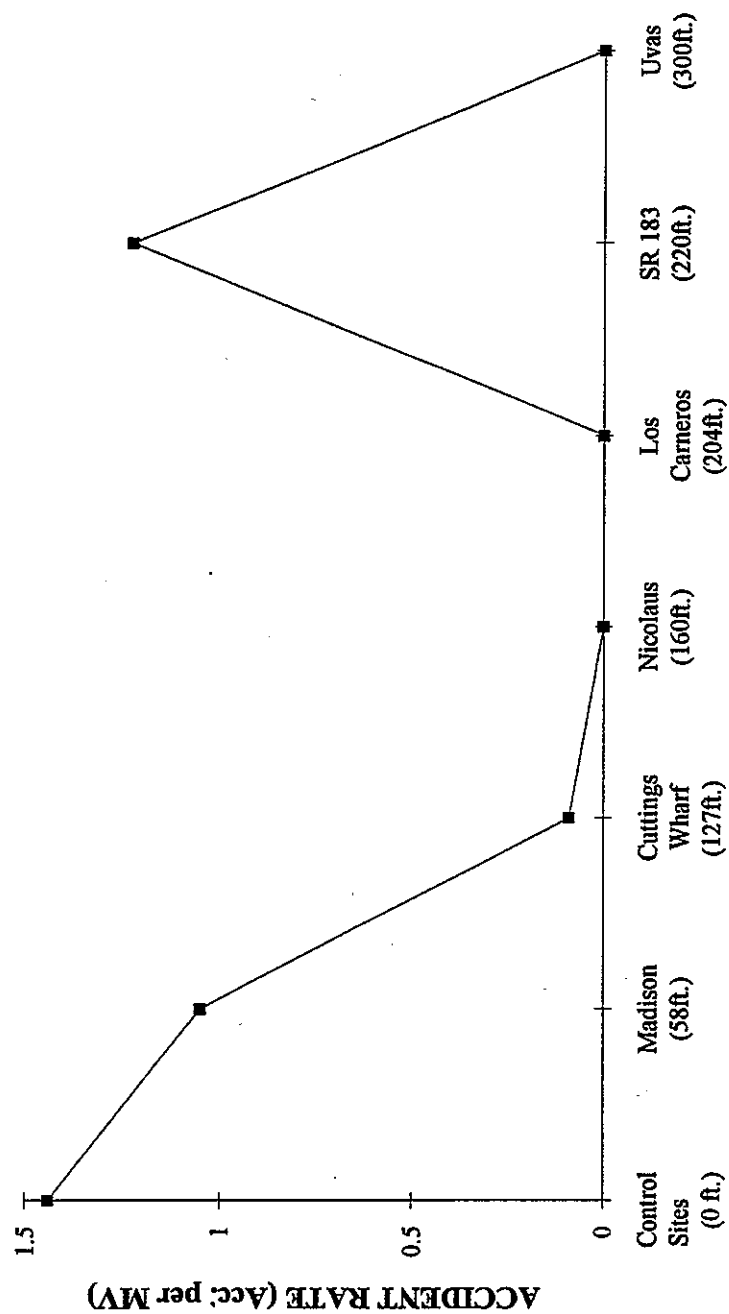 ACCIDENT RATE (Acc. per MV)
1.5
1
0.5
0
Control
Sites
(0 ft.)
Madison
(58ft.)
Cuttings
Wharf
(127ft.)
Nicolaus
(160ft.)
Los
Carneros
(204ft.)
SR 183
(220ft.)
Uvas
(300ft.)